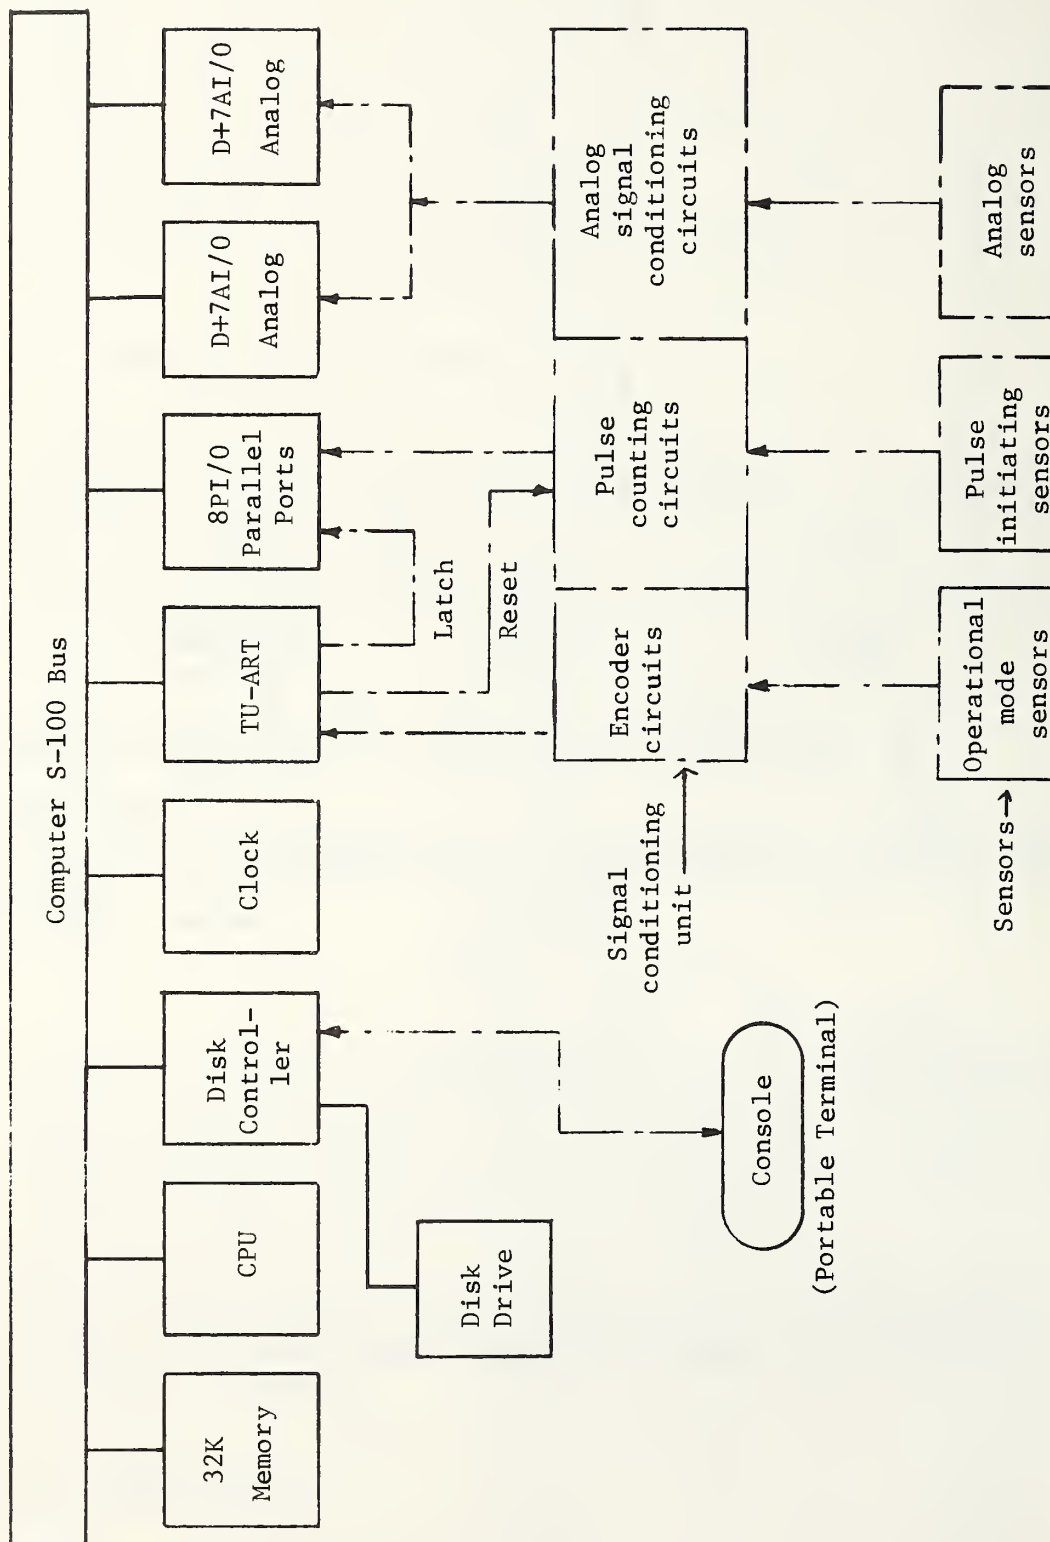 Computer S-100 Bus
32K
Memory
CPU
Disk
Control-
ler
Clock
TU-ART
8PI/O
Parallel
Ports
D+7AI/O
Analog
D+7AI/O
Analog
Disk
Drive
Latch
Reset
Console
(Portable Terminal)
Signal
conditioning
unit
Encoder
circuits
Pulse
counting
circuits
Analog
signal
conditioning
circuits
Sensors
Operational
mode
sensors
Pulse
initiating
sensors
Analog
sensors